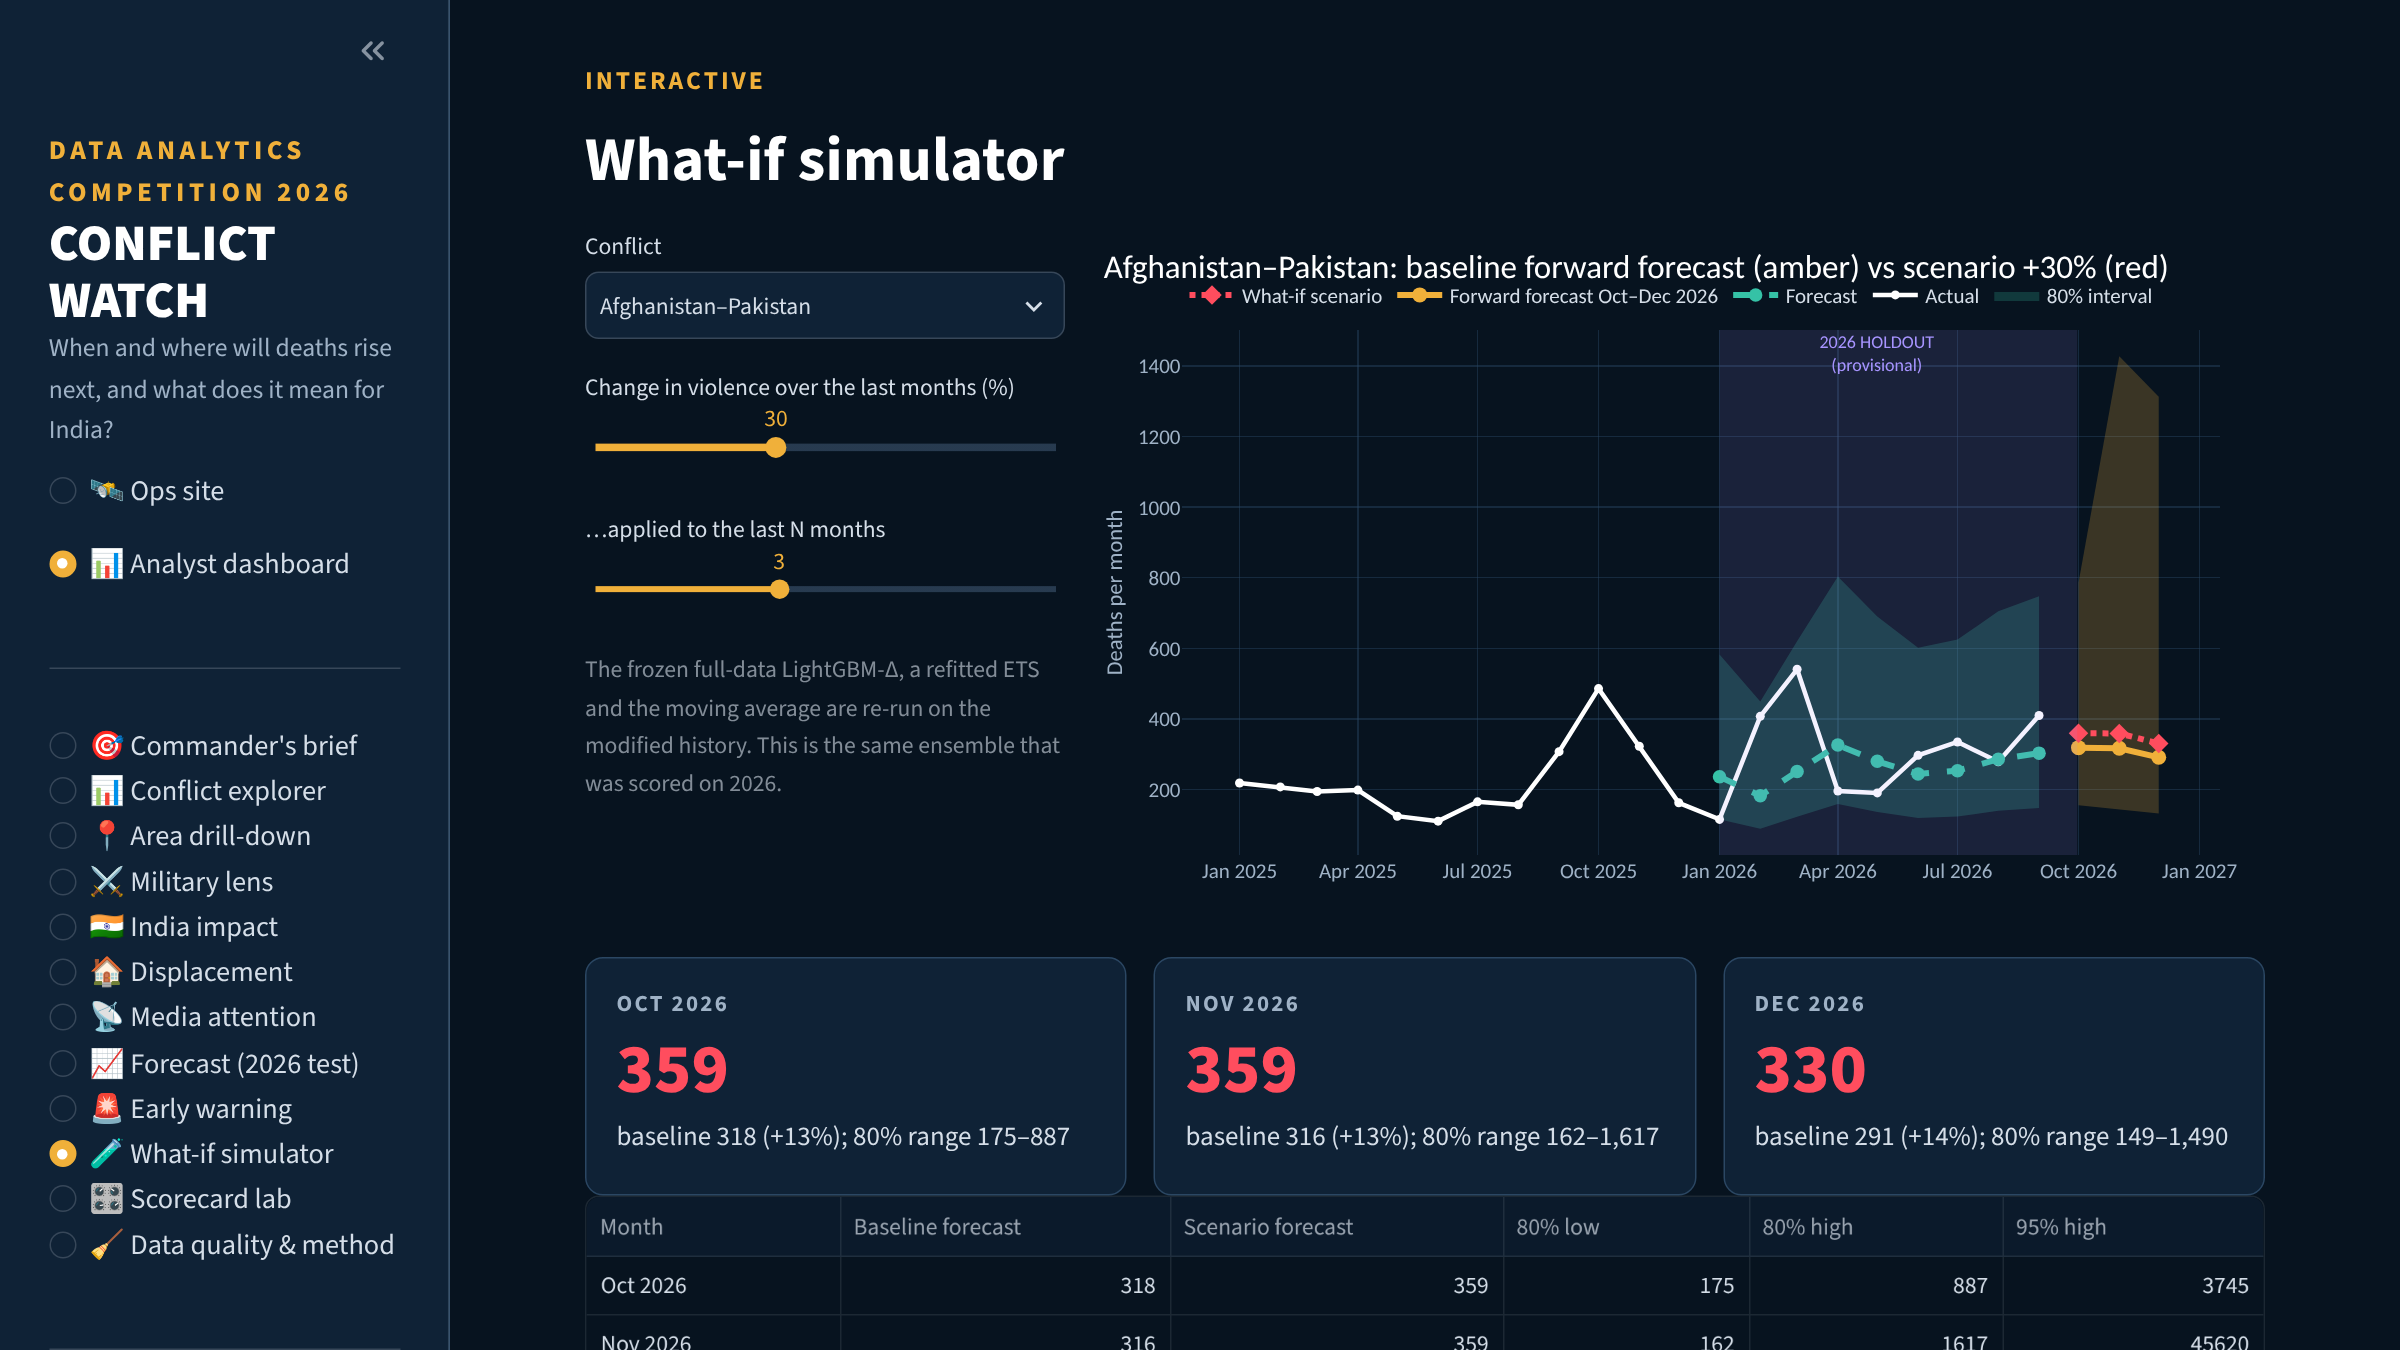 DATA ANALYTICS
COMPETITION 2026
CONFLICT
WATCH
When and where will deaths rise
next, and what does it mean for
India?
Ops site
Analyst dashboard
Commander's brief
Conflict explorer
Area drill-down
Military lens
India impact
Displacement
Media attention
Forecast (2026 test)
Early warning
What-if simulator
Scorecard lab
Data quality & method
INTERACTIVE
What-if simulator
Conflict
Afghanistan–Pakistan
Change in violence over the last months (%)
30
…applied to the last N months
3
The frozen full-data LightGBM-Δ, a refitted ETS
and the moving average are re-run on the
modified history. This is the same ensemble that
was scored on 2026.
Afghanistan–Pakistan: baseline forward forecast (amber) vs scenario +30% (red)
What-if scenario Forward forecast Oct–Dec 2026 Forecast Actual 80% interval
2026 HOLDOUT
(provisional)
1400
1200
1000
800
600
400
200
Deaths per month
Jan 2025 Apr 2025 Jul 2025 Oct 2025 Jan 2026 Apr 2026 Jul 2026 Oct 2026 Jan 2027
OCT 2026
359
baseline 318 (+13%); 80% range 175–887
NOV 2026
359
baseline 316 (+13%); 80% range 162–1,617
DEC 2026
330
baseline 291 (+14%); 80% range 149–1,490
Month Baseline forecast Scenario forecast 80% low 80% high 95% high
Oct 2026 318 359 175 887 3745
Nov 2026 316 359 162 1617 45620